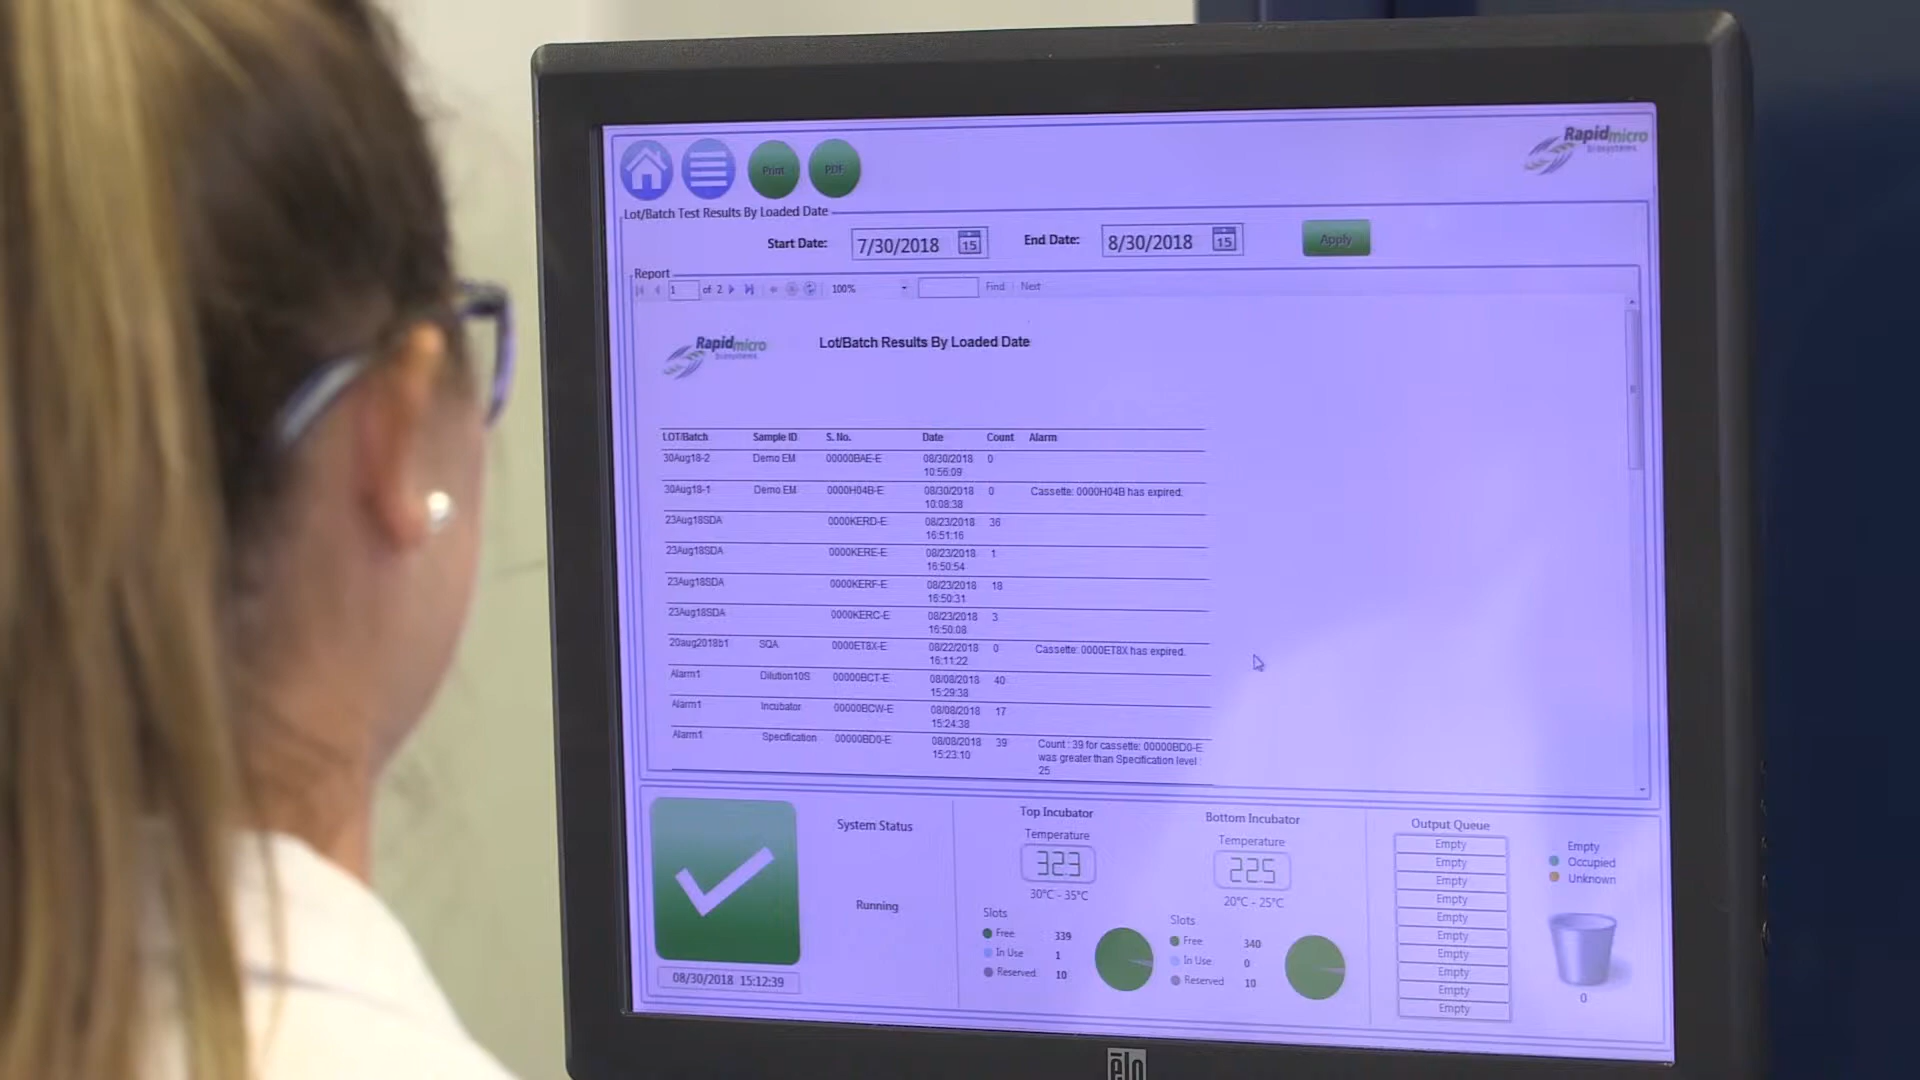 Rapidmicro
biosystems
Print
PDF
Lot/Batch Test Results By Loaded Date
Start Date: 7/30/2018 15 End Date: 8/30/2018 15 Apply
Report
1 of 2 100% Find Next
Rapidmicro
biosystems
Lot/Batch Results By Loaded Date
LOT/Batch Sample ID S. No. Date Count Alarm
30Aug18-2 Demo EM 00000BAE-E 08/30/2018 0
10:56:09
30Aug18-1 Demo EM 0000H04B-E 08/30/2018 0 Cassette: 0000H04B has expired.
10:08:38
23Aug18SDA 0000KERD-E 08/23/2018 36
16:51:16
23Aug18SDA 0000KERE-E 08/23/2018 1
16:50:54
23Aug18SDA 0000KERF-E 08/23/2018 18
16:50:31
23Aug18SDA 0000KERC-E 08/23/2018 3
16:50:08
20aug2018b1 SQA 0000ET8X-E 08/22/2018 0 Cassette: 0000ET8X has expired.
16:11:22
Alarm1 Dilution10S 00000BCT-E 08/08/2018 40
15:29:38
Alarm1 Incubator 00000BCW-E 08/08/2018 17
15:24:38
Alarm1 Specification 00000BD0-E 08/08/2018 39 Count : 39 for cassette: 00000BD0-E
15:23:10 was greater than Specification level :
25
System Status
Running
08/30/2018 15:12:39
Top Incubator
Temperature
32.3
30°C - 35°C
Slots
Free 339
In Use 1
Reserved 10
Bottom Incubator
Temperature
22.5
20°C - 25°C
Slots
Free 340
In Use 0
Reserved 10
Output Queue
Empty
Empty
Empty
Empty
Empty
Empty
Empty
Empty
Empty
Empty
Empty
Occupied
Unknown
0
elo